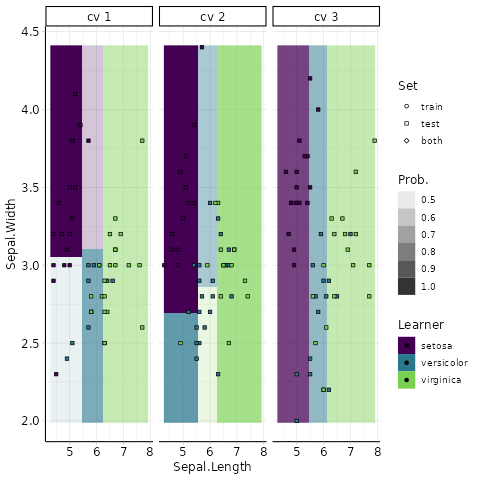 cv 1 cv 2 cv 3
4.5
4.0
3.5
3.0
2.5
2.0
Sepal.Width
5 6 7 8 5 6 7 8 5 6 7 8
Sepal.Length
Set
train
test
both
Prob.
0.5
0.6
0.7
0.8
0.9
1.0
Learner
setosa
versicolor
virginica